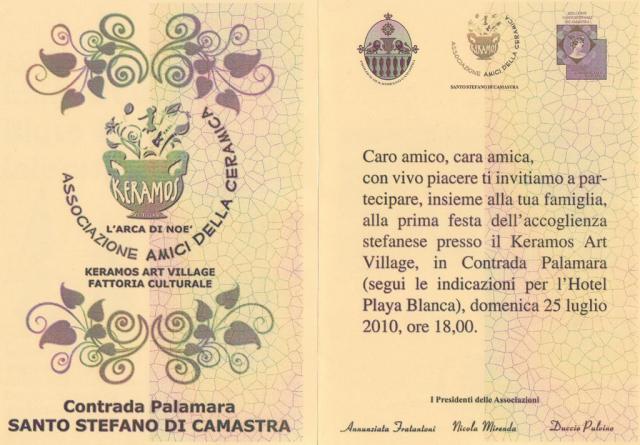 KERAMOS
ASSOCIAZIONE AMICI DELLA CERAMICA
L'ARCA DI NOE'
KERAMOS ART VILLAGE
FATTORIA CULTURALE
Contrada Palamara
SANTO STEFANO DI CAMASTRA
KERAMOS
ASSOCIAZIONE AMICI DELLA CERAMICA
SANTO STEFANO DI CAMASTRA
Caro amico, cara amica,
con vivo piacere ti invitiamo a par-
tecipare, insieme alla tua famiglia,
alla prima festa dell'accoglienza
stefanese presso il Keramos Art
Village, in Contrada Palamara
(segui le indicazioni per l'Hotel
Playa Blanca), domenica 25 luglio
2010, ore 18,00.
I Presidenti delle Associazioni
Annunziata Fratantoni Nicola Mirenda Duccio Pulvino